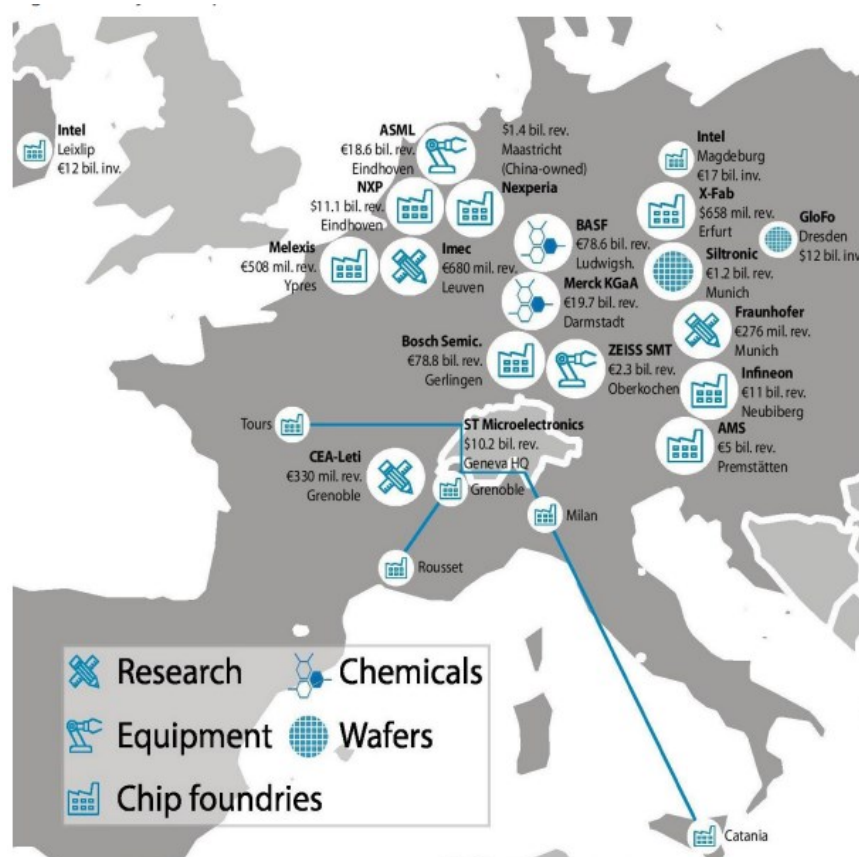 Intel
Leixlip
€12 bil. inv.
ASML
€18.6 bil. rev.
Eindhoven
NXP
$11.1 bil. rev.
Eindhoven
$1.4 bil. rev.
Maastricht
(China-owned)
Nexperia
Melexis
€508 mil. rev.
Ypres
Imec
€680 mil. rev.
Leuven
BASF
€78.6 bil. rev.
Ludwigsh.
Merck KGaA
€19.7 bil. rev.
Darmstadt
Intel
Magdeburg
€17 bil. inv.
X-Fab
$658 mil. rev.
Erfurt
GloFo
Dresden
$12 bil. inv
Siltronic
€1.2 bil. rev.
Munich
Fraunhofer
€276 mil. rev.
Munich
Bosch Semic.
€78.8 bil. rev.
Gerlingen
ZEISS SMT
€2.3 bil. rev.
Oberkochen
Infineon
€11 bil. rev.
Neubiberg
AMS
€5 bil. rev.
Premstätten
Tours
ST Microelectronics
$10.2 bil. rev.
Geneva HQ
CEA-Leti
€330 mil. rev.
Grenoble
Grenoble
Milan
Rousset
Catania
Research
Chemicals
Equipment
Wafers
Chip foundries